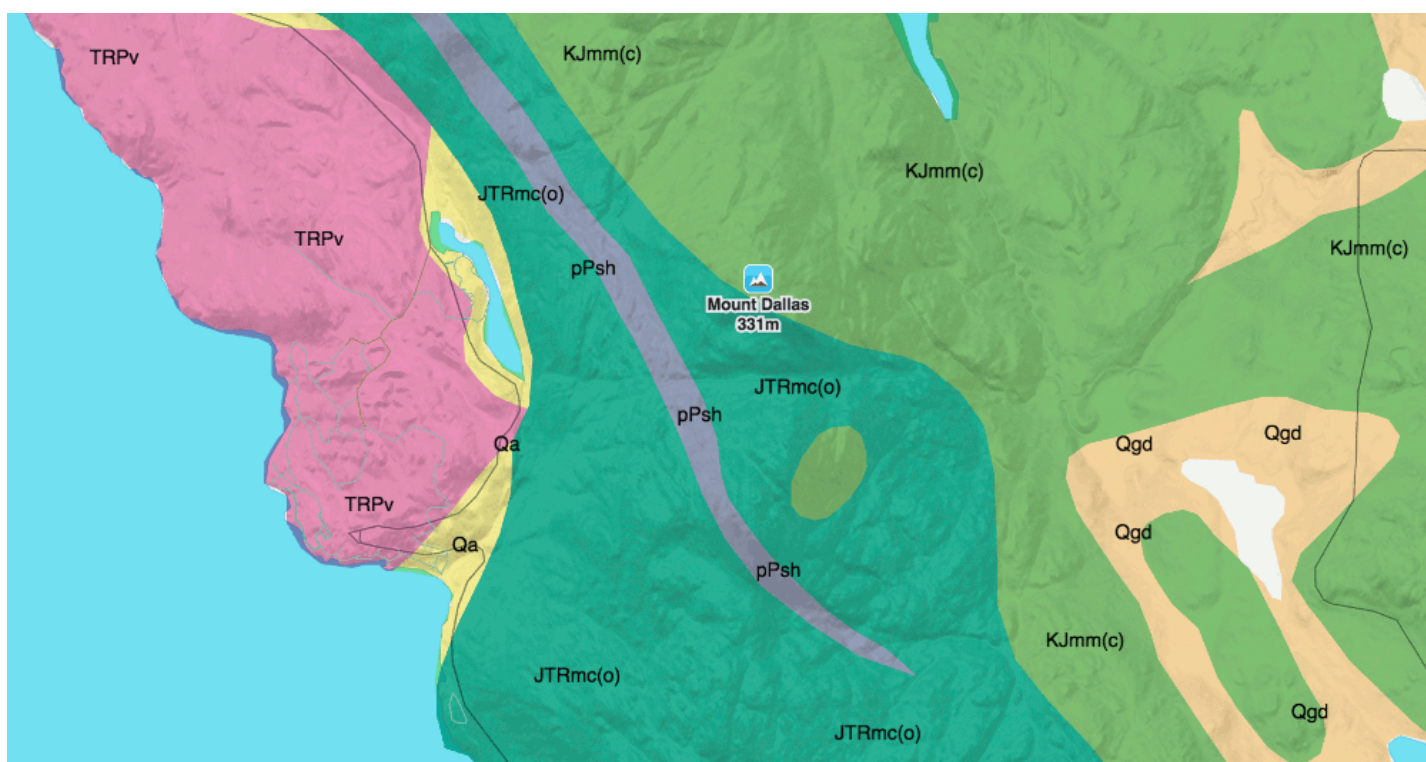 TRPv
KJmm(c)
KJmm(c)
JTRmc(o)
TRPv
KJmm(c)
pPsh
Mount Dallas
331m
JTRmc(o)
pPsh
Qa
Qgd
Qgd
TRPv
Qgd
Qa
pPsh
KJmm(c)
JTRmc(o)
Qgd
JTRmc(o)